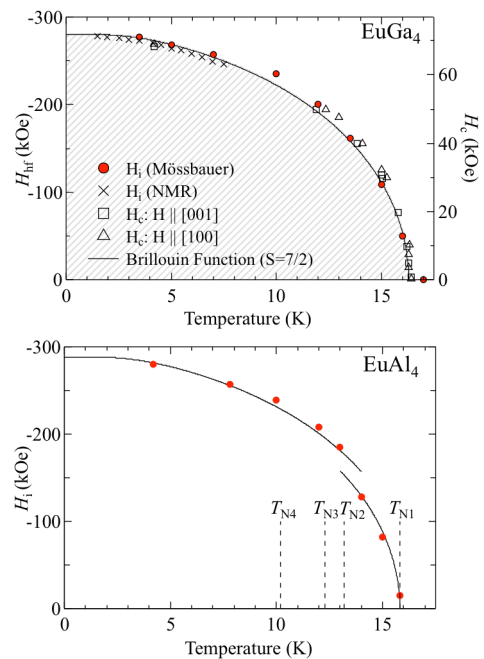 EuGa4
-300
-200
-100
0
Hhf (kOe)
60
40
20
0
Hc (kOe)
Hi (Mössbauer)
Hi (NMR)
Hc: H || [001]
Hc: H || [100]
Brillouin Function (S=7/2)
0 5 10 15
Temperature (K)
EuAl4
-300
-200
-100
0
Hi (kOe)
TN4 TN3 TN2 TN1
0 5 10 15
Temperature (K)